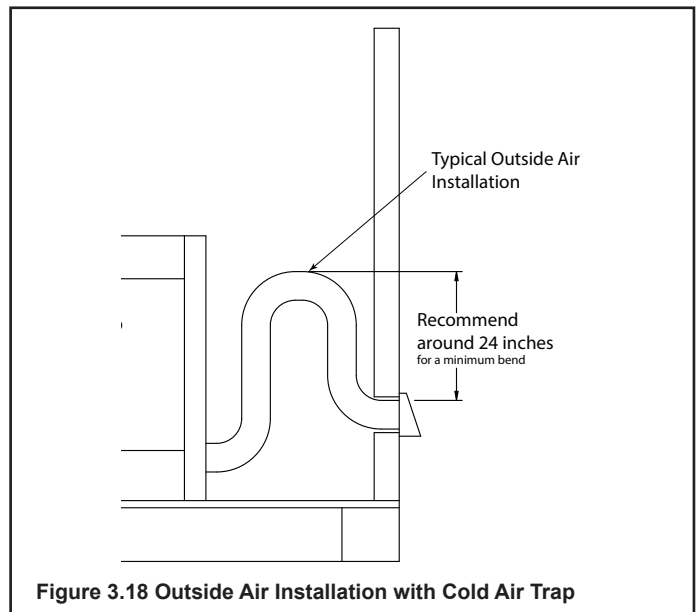 Typical Outside Air
Installation
Recommend
around 24 inches
for a minimum bend
Figure 3.18 Outside Air Installation with Cold Air Trap